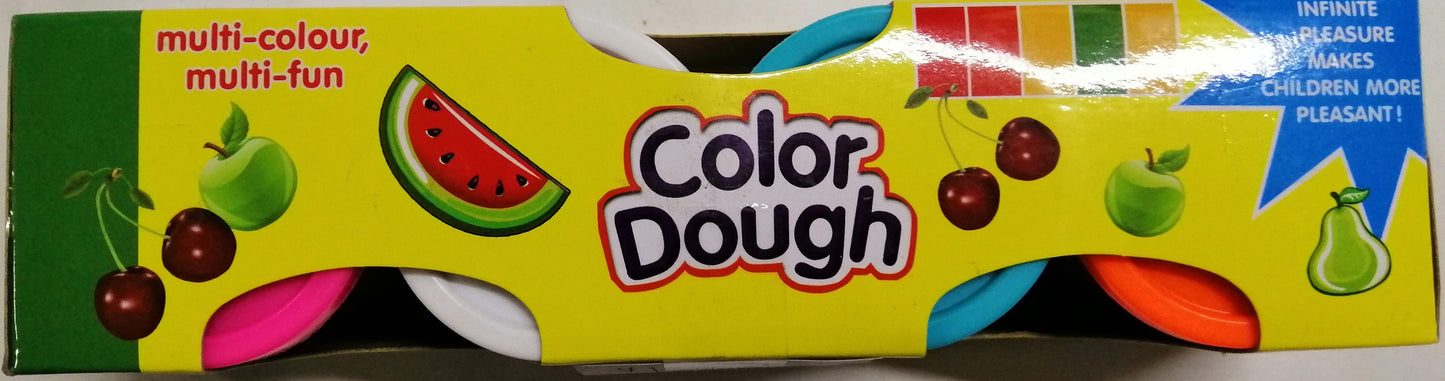 multi-colour,
multi-fun
Color
Dough
INFINITE
PLEASURE
MAKES
CHILDREN MORE
PLEASANT!